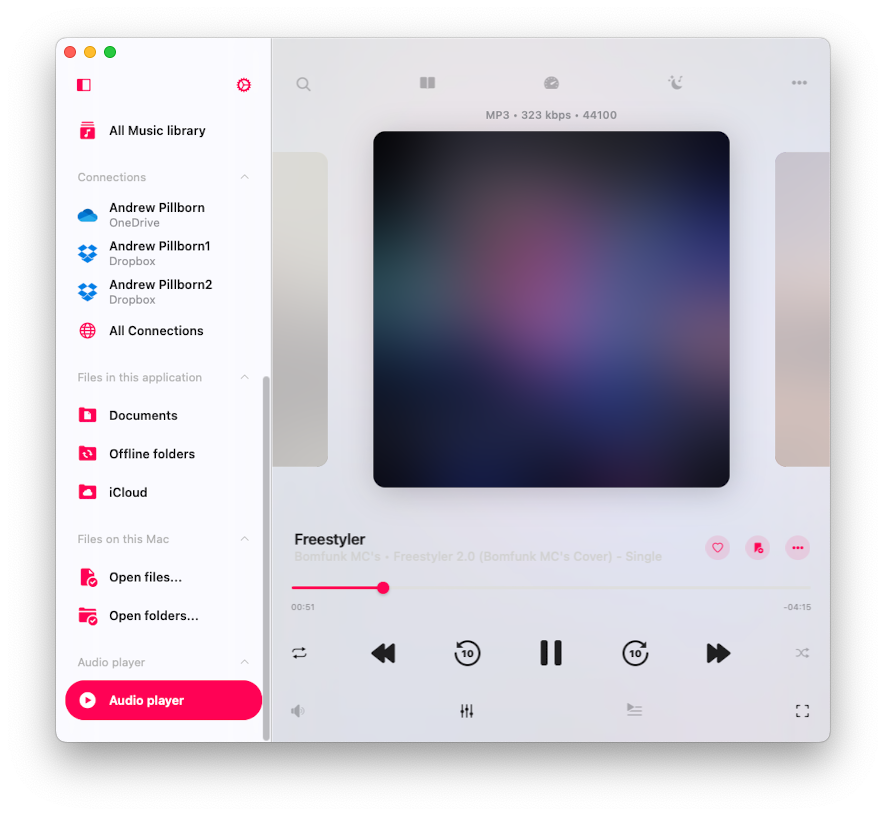 All Music library
Connections
Andrew Pillborn
OneDrive
Andrew Pillborn1
Dropbox
Andrew Pillborn2
Dropbox
All Connections
Files in this application
Documents
Offline folders
iCloud
Files on this Mac
Open files...
Open folders...
Audio player
Audio player
MP3 • 323 kbps • 44100
Freestyler
Bomfunk MC's • Freestyler 2.0 (Bomfunk MC's Cover) - Single
00:51
-04:15
10
10